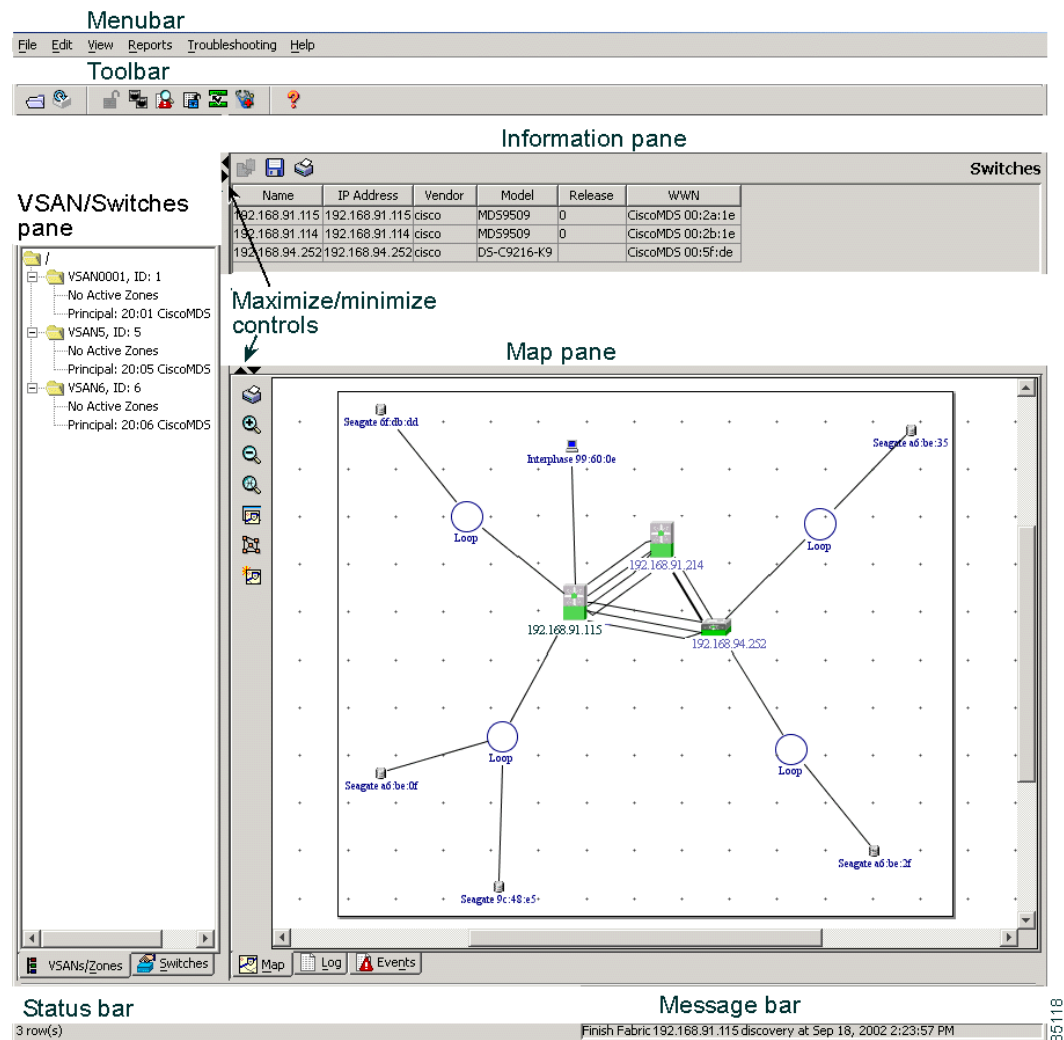 Menubar
File Edit View Reports Troubleshooting Help
Toolbar
Information pane
Switches
Name IP Address Vendor Model Release WWN
192.168.91.115 192.168.91.115 cisco MDS9509 0 CiscoMDS 00:2a:1e
192.168.91.114 192.168.91.114 cisco MDS9509 0 CiscoMDS 00:2b:1e
192.168.94.252 192.168.94.252 cisco DS-C9216-K9 CiscoMDS 00:5f:de
VSAN/Switches
pane
/
VSAN0001, ID: 1
No Active Zones
Principal: 20:01 CiscoMDS
VSAN5, ID: 5
No Active Zones
Principal: 20:05 CiscoMDS
VSAN6, ID: 6
No Active Zones
Principal: 20:06 CiscoMDS
Maximize/minimize
controls
Map pane
Seagate 6f:db:dd
Interphase 99:60:0e
Seagate a6:be:35
Loop
Loop
192.168.91.214
192.168.91.115
192.168.94.252
Loop
Loop
Seagate a6:be:0f
Seagate 9c:48:e5
Seagate a6:be:2f
VSANs/Zones Switches
Map Log Events
Status bar
Message bar
3 row(s)
Finish Fabric 192.168.91.115 discovery at Sep 18, 2002 2:23:57 PM
85118